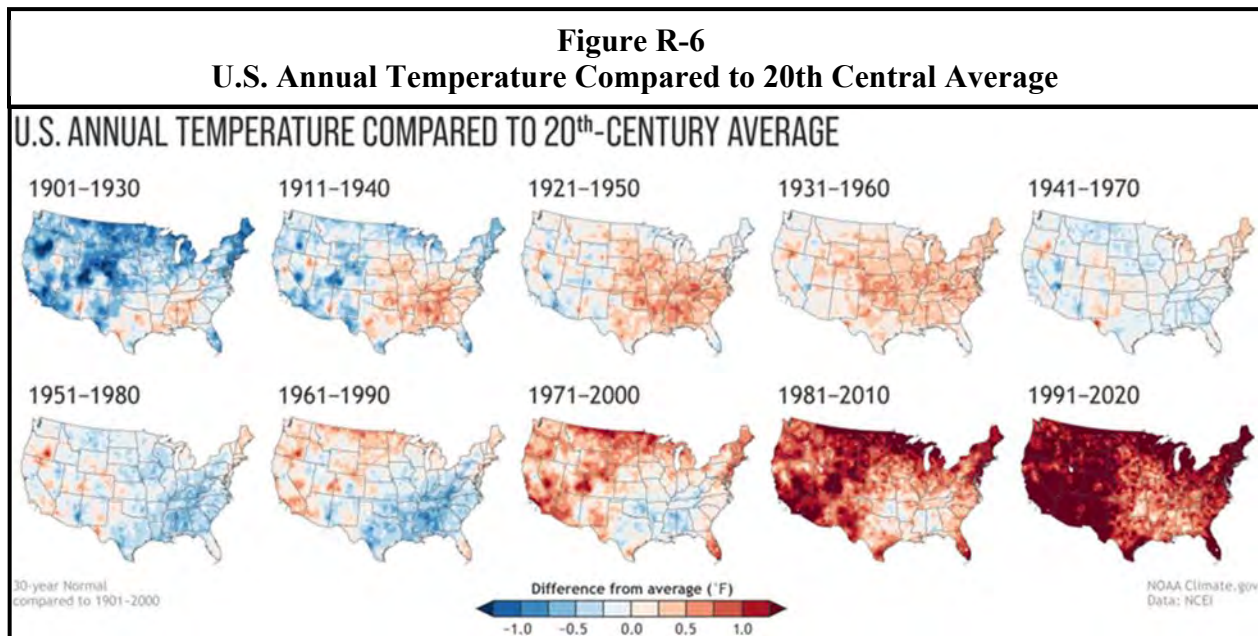 Figure R-6
U.S. Annual Temperature Compared to 20th Central Average
U.S. ANNUAL TEMPERATURE COMPARED TO 20th-CENTURY AVERAGE
1901–1930
1911–1940
1921–1950
1931–1960
1941–1970
1951–1980
1961–1990
1971–2000
1981–2010
1991–2020
30-year Normal
compared to 1901–2000
Difference from average (°F)
-1.0 -0.5 0.0 0.5 1.0
NOAA Climate.gov
Data: NCEI